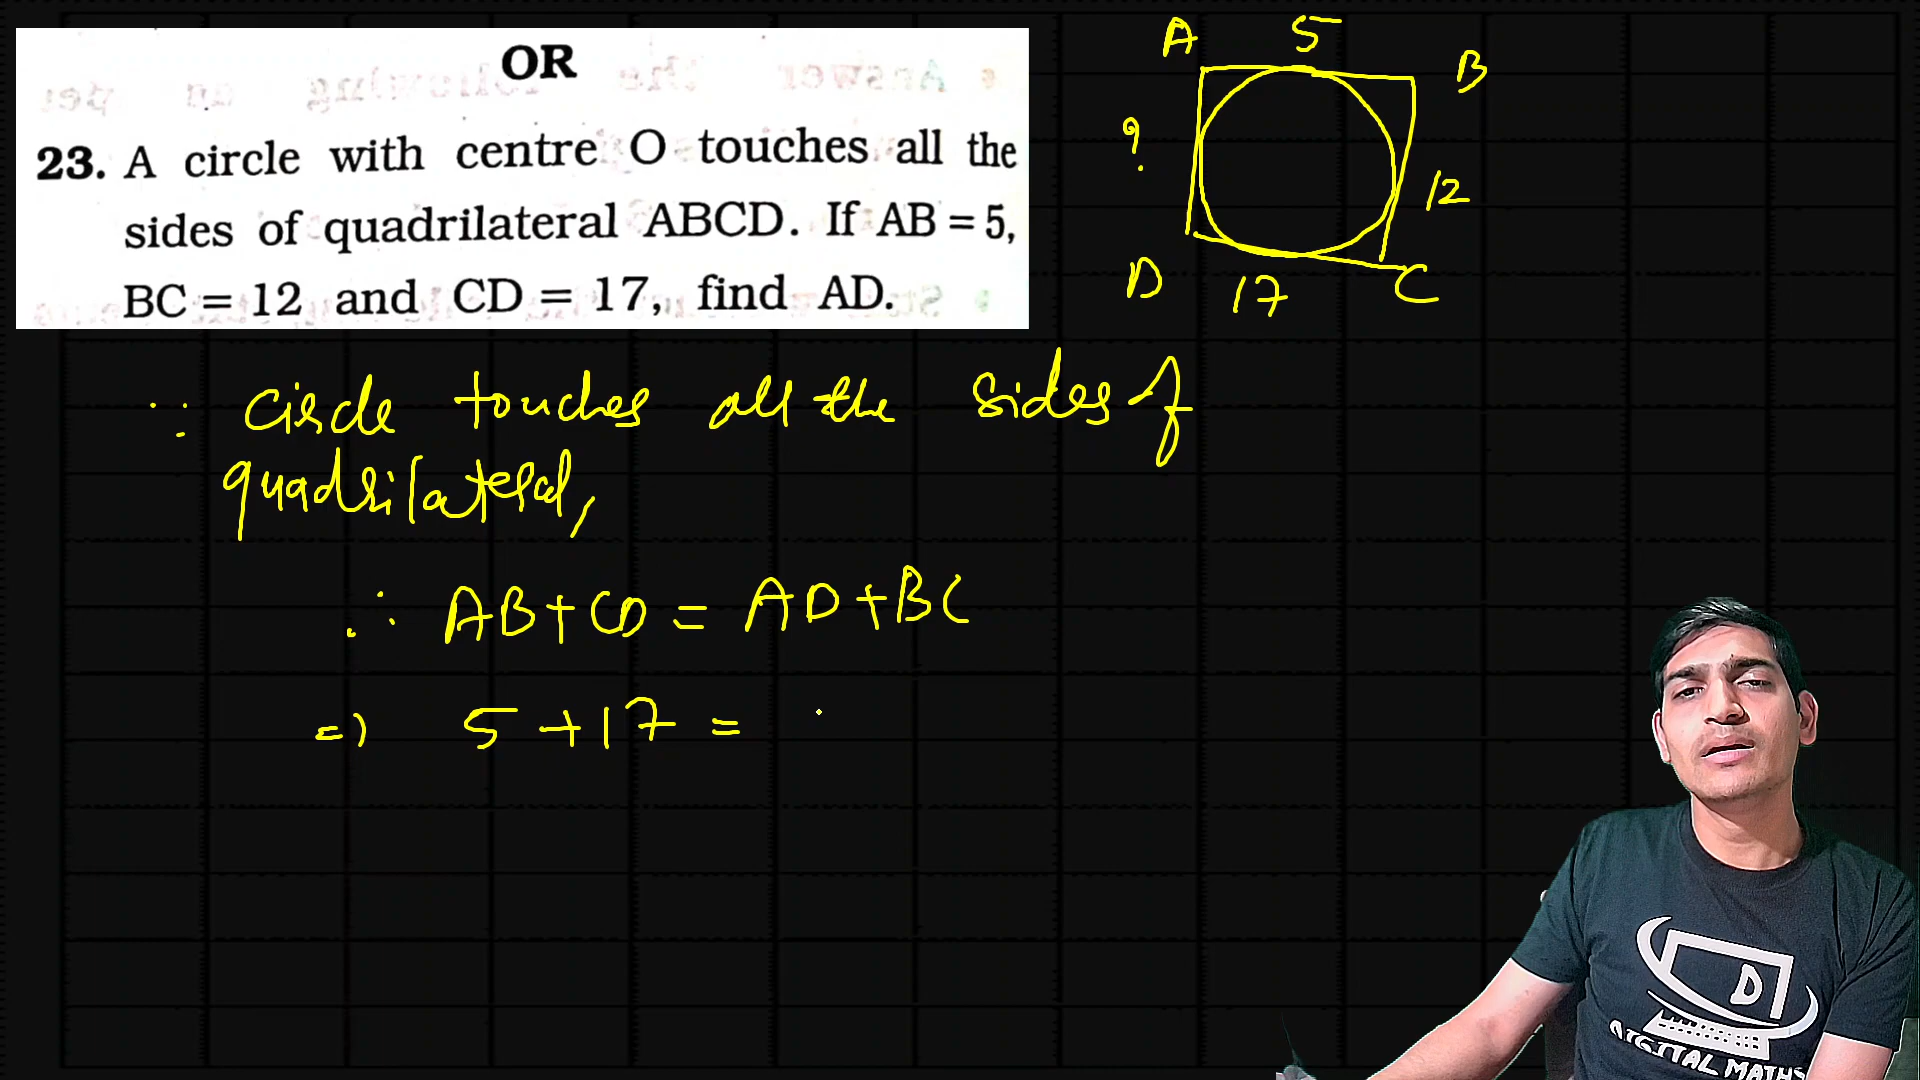 OR
23. A circle with centre O touches all the
sides of quadrilateral ABCD. If AB = 5,
BC = 12 and CD = 17, find AD.
A 5 B
? 12
D 17 C
∵ circle touches all the sides of
quadrilateral,
∴ AB+CD = AD+BC
⇒ 5+17 =
D
DIGITAL MATHS